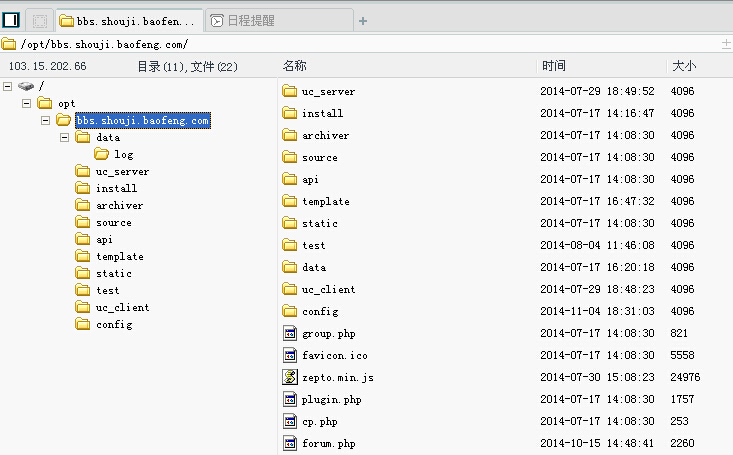 bbs.shouji.baofen... 日程提醒 +
/opt/bbs.shouji.baofeng.com/
103.15.202.66 目录(11),文件(22) 名称 时间 大小
/
opt
bbs.shouji.baofeng.com
data
log
uc_server
install
archiver
source
api
template
static
test
uc_client
config
uc_server 2014-07-29 18:49:52 4096
install 2014-07-17 14:16:47 4096
archiver 2014-07-17 14:08:30 4096
source 2014-07-17 14:08:30 4096
api 2014-07-17 14:08:30 4096
template 2014-07-17 16:47:32 4096
static 2014-07-17 14:08:30 4096
test 2014-08-04 11:46:08 4096
data 2014-07-17 16:20:18 4096
uc_client 2014-07-29 18:48:23 4096
config 2014-11-04 18:31:03 4096
group.php 2014-07-17 14:08:30 821
favicon.ico 2014-07-17 14:08:30 5558
zepto.min.js 2014-07-30 15:08:23 24976
plugin.php 2014-07-17 14:08:30 1757
cp.php 2014-07-17 14:08:30 253
forum.php 2014-10-15 14:48:41 2260